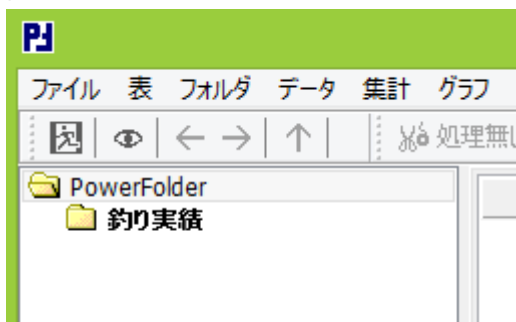 ファイル 表 フォルダ データ 集計 グラフ
処理無し
PowerFolder
釣り実績